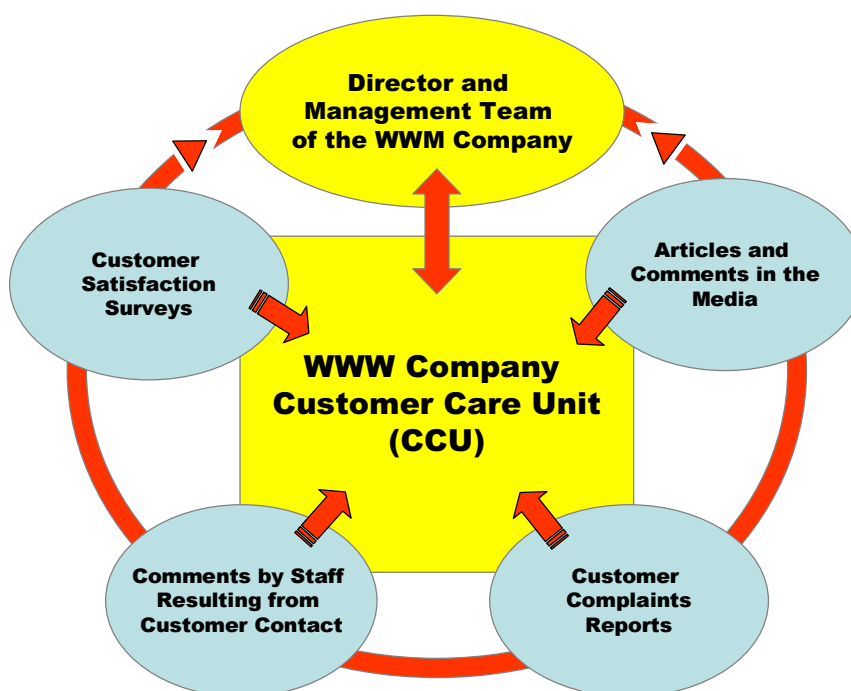 Director and
Management Team
of the WWM Company
Customer
Satisfaction
Surveys
Articles and
Comments in the
Media
WWW Company
Customer Care Unit
(CCU)
Comments by Staff
Resulting from
Customer Contact
Customer
Complaints
Reports